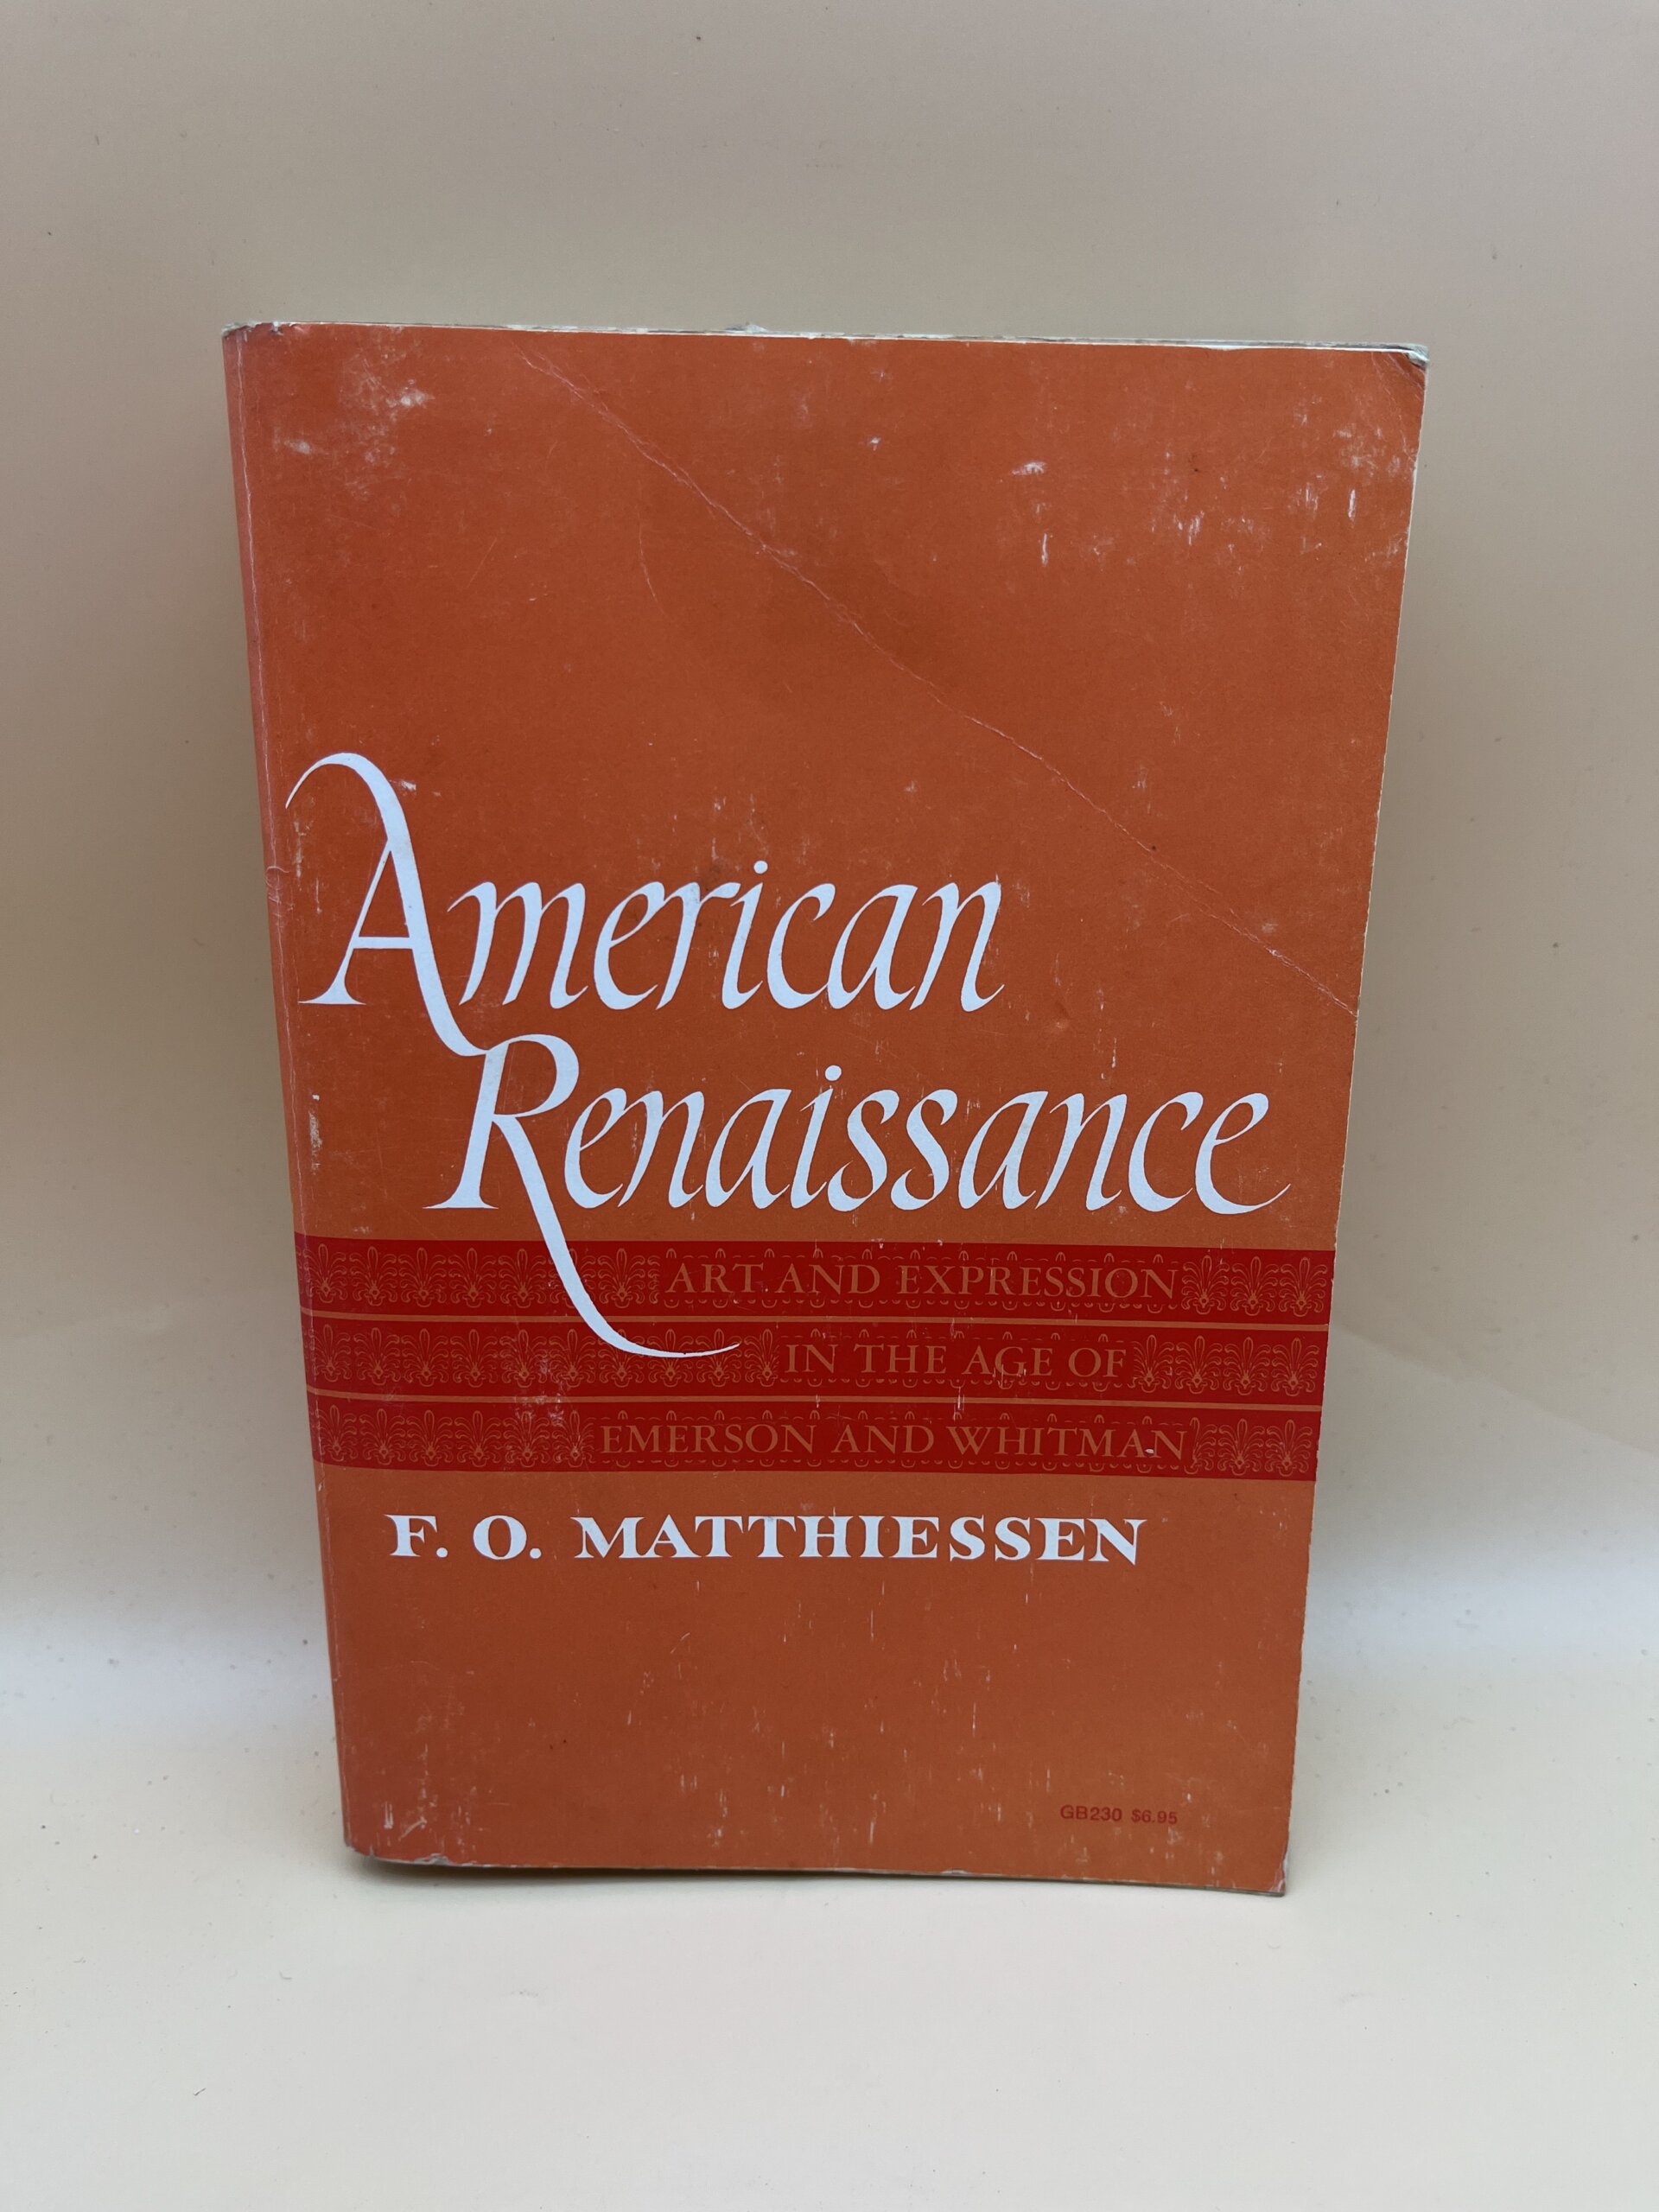 American
Renaissance
ART AND EXPRESSION
IN THE AGE OF
EMERSON AND WHITMAN
F. O. MATTHIESSEN
GB230 $6.95